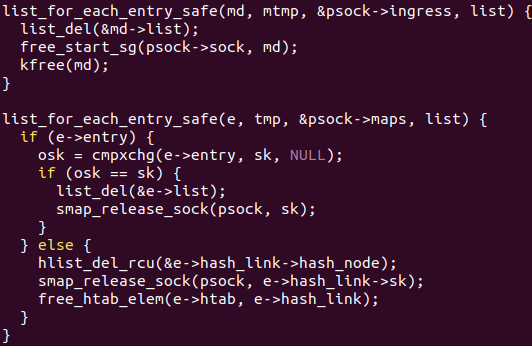 list_for_each_entry_safe(md, mtmp, &psock->ingress, list) {
  list_del(&md->list);
  free_start_sg(psock->sock, md);
  kfree(md);
}

list_for_each_entry_safe(e, tmp, &psock->maps, list) {
  if (e->entry) {
    osk = cmpxchg(e->entry, sk, NULL);
    if (osk == sk) {
      list_del(&e->list);
      smap_release_sock(psock, sk);
    }
  } else {
    hlist_del_rcu(&e->hash_link->hash_node);
    smap_release_sock(psock, e->hash_link->sk);
    free_htab_elem(e->htab, e->hash_link);
  }
}